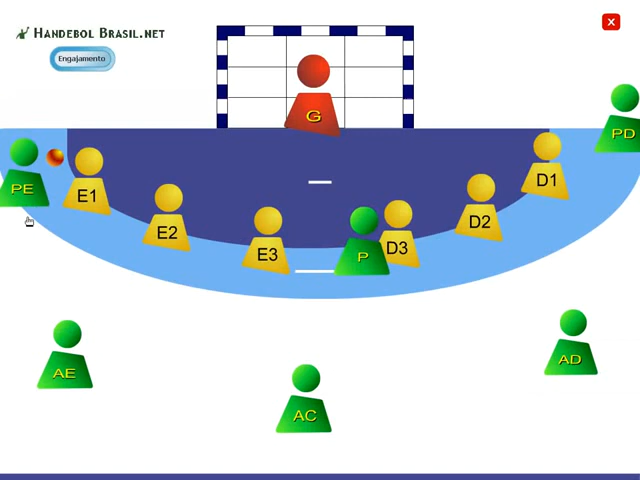 HANDEBOL BRASIL.NET
Engajamento
G
PD
PE
E1
D1
E2
D2
E3
P
D3
AE
AD
AC